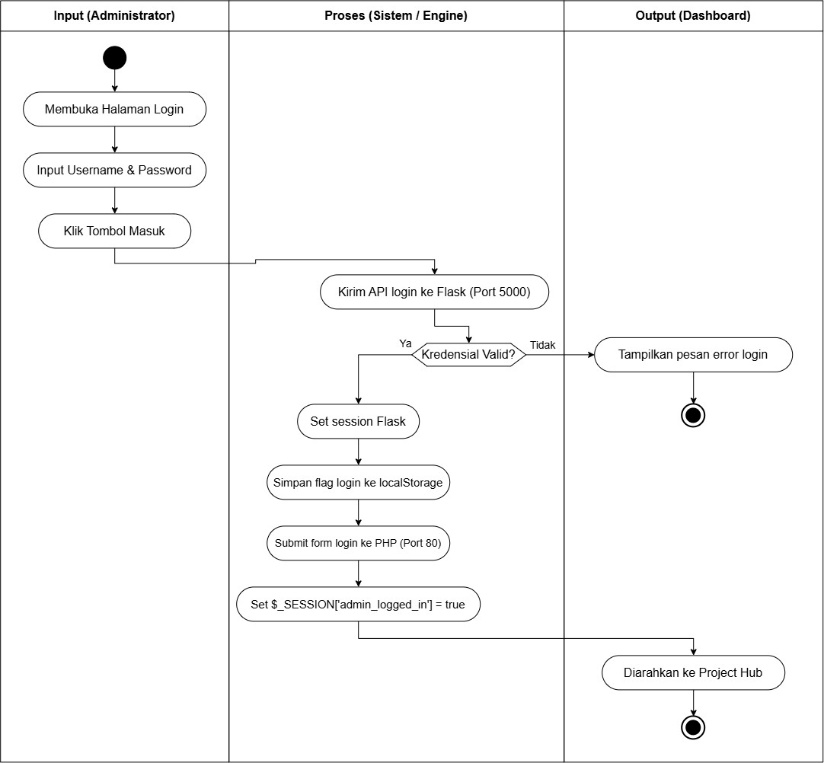 Input (Administrator)
Proses (Sistem / Engine)
Output (Dashboard)
Membuka Halaman Login
Input Username & Password
Klik Tombol Masuk
Kirim API login ke Flask (Port 5000)
Ya
Kredensial Valid?
Tidak
Tampilkan pesan error login
Set session Flask
Simpan flag login ke localStorage
Submit form login ke PHP (Port 80)
Set $_SESSION['admin_logged_in'] = true
Diarahkan ke Project Hub